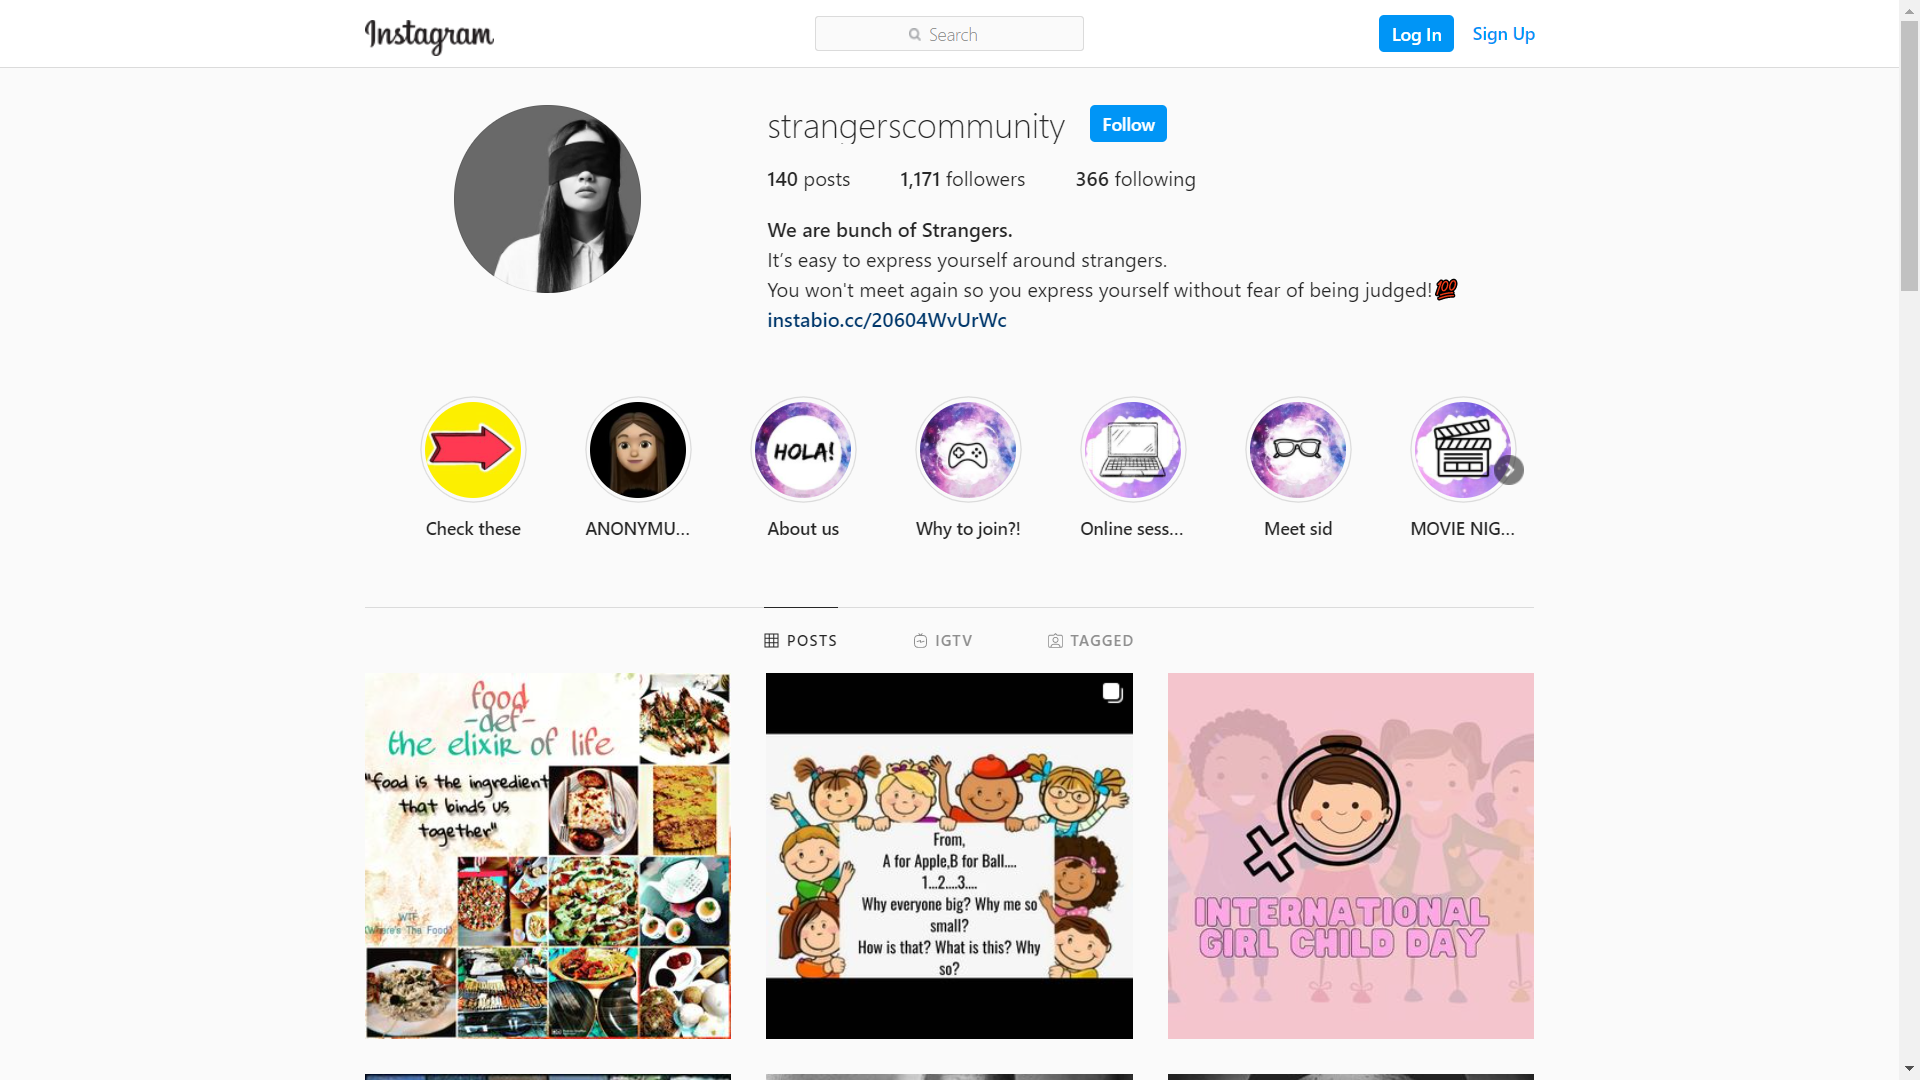 Instagram
Search
Log In
Sign Up
strangerscommunity
Follow
140 posts
1,171 followers
366 following
We are bunch of Strangers.
It’s easy to express yourself around strangers.
You won't meet again so you express yourself without fear of being judged!💯
instabio.cc/20604WvUrWc
HOLA!
Check these
ANONYMU...
About us
Why to join?!
Online sess...
Meet sid
MOVIE NIG...
POSTS
IGTV
TAGGED
food
-def-
the elixir of life
"food is the ingredient
that binds us
together"
WTF
(Where's The Food)
From,
A for Apple,B for Ball....
1...2....3....
Why everyone big? Why me so
small?
How is that? What is this? Why
so?
INTERNATIONAL
GIRL CHILD DAY